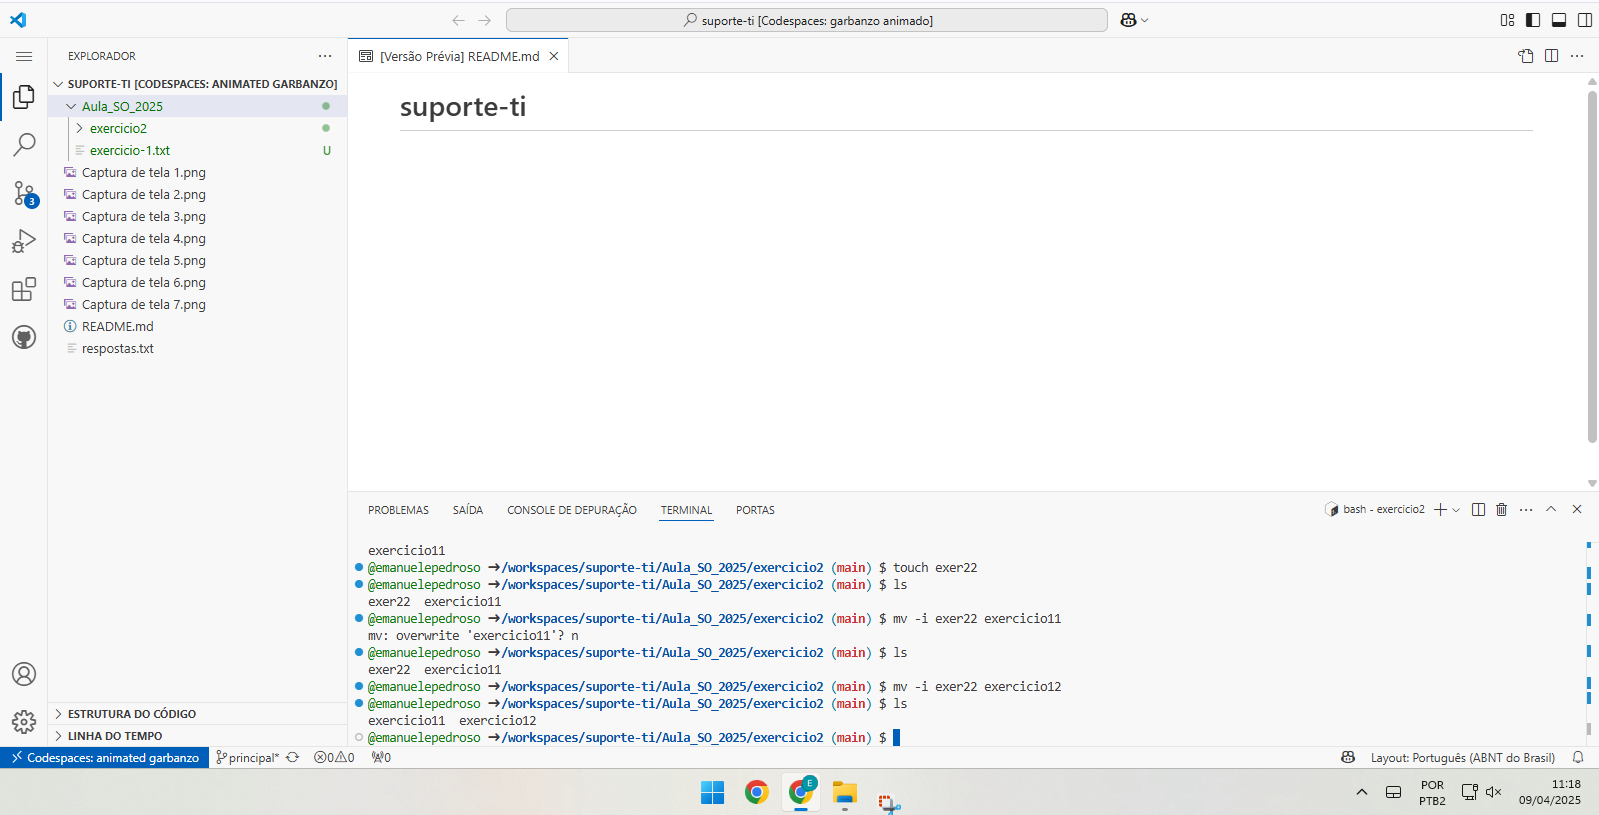 suporte-ti [Codespaces: garbanzo animado]
EXPLORADOR
SUPORTE-TI [CODESPACES: ANIMATED GARBANZO]
Aula_SO_2025
exercicio2
exercicio-1.txt U
Captura de tela 1.png
Captura de tela 2.png
Captura de tela 3.png
Captura de tela 4.png
Captura de tela 5.png
Captura de tela 6.png
Captura de tela 7.png
README.md
respostas.txt
3
ESTRUTURA DO CÓDIGO
LINHA DO TEMPO
[Versão Prévia] README.md
suporte-ti
PROBLEMAS SAÍDA CONSOLE DE DEPURAÇÃO TERMINAL PORTAS
bash - exercicio2
exercicio11
@emanuelepedroso ➜/workspaces/suporte-ti/Aula_SO_2025/exercicio2 (main) $ touch exer22
@emanuelepedroso ➜/workspaces/suporte-ti/Aula_SO_2025/exercicio2 (main) $ ls
exer22 exercicio11
@emanuelepedroso ➜/workspaces/suporte-ti/Aula_SO_2025/exercicio2 (main) $ mv -i exer22 exercicio11
mv: overwrite 'exercicio11'? n
@emanuelepedroso ➜/workspaces/suporte-ti/Aula_SO_2025/exercicio2 (main) $ ls
exer22 exercicio11
@emanuelepedroso ➜/workspaces/suporte-ti/Aula_SO_2025/exercicio2 (main) $ mv -i exer22 exercicio12
@emanuelepedroso ➜/workspaces/suporte-ti/Aula_SO_2025/exercicio2 (main) $ ls
exercicio11 exercicio12
@emanuelepedroso ➜/workspaces/suporte-ti/Aula_SO_2025/exercicio2 (main) $
Codespaces: animated garbanzo principal* 0 0 0 Layout: Português (ABNT do Brasil)
E
POR
PTB2
11:18
09/04/2025